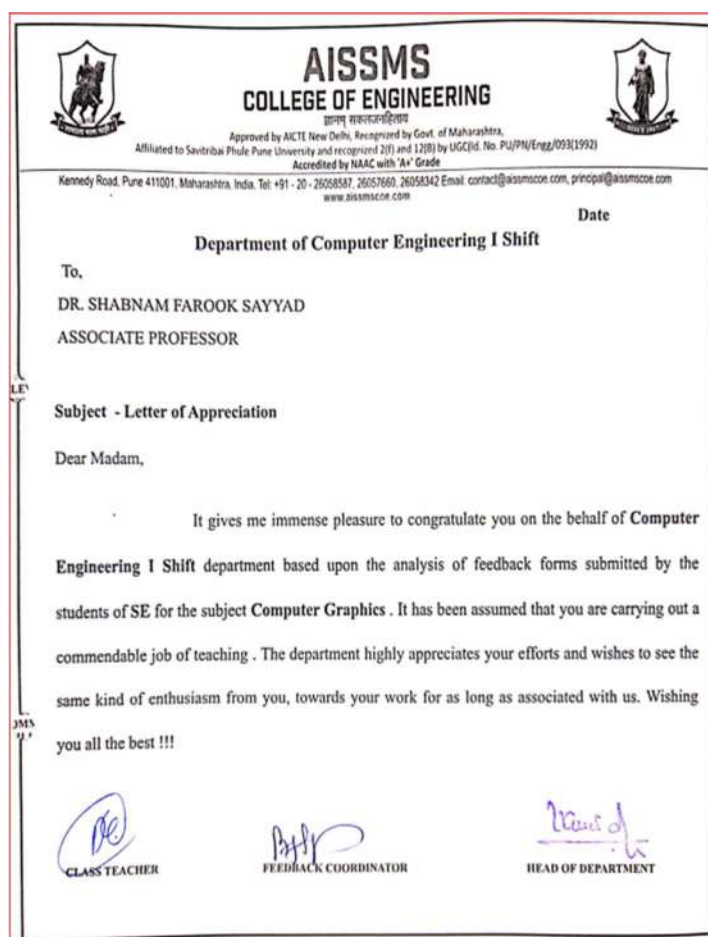 AISSMS
COLLEGE OF ENGINEERING
ज्ञानम् सकलजनहिताय
Approved by AICTE New Delhi, Recognized by Govt. of Maharashtra,
Affiliated to Savitribai Phule Pune University and recognized 2(f) and 12(B) by UGC(Id. No. PU/PN/Engg/093(1992)
Accredited by NAAC with 'A+' Grade
Kennedy Road, Pune 411001, Maharashtra, India, Tel: +91 - 20 - 26058587, 26057660, 26058342 Email: contact@aissmscoe.com, principal@aissmscoe.com
www.aissmscoe.com
Date
Department of Computer Engineering I Shift
To,
DR. SHABNAM FAROOK SAYYAD
ASSOCIATE PROFESSOR
Subject - Letter of Appreciation
Dear Madam,
It gives me immense pleasure to congratulate you on the behalf of Computer
Engineering I Shift department based upon the analysis of feedback forms submitted by the
students of SE for the subject Computer Graphics . It has been assumed that you are carrying out a
commendable job of teaching . The department highly appreciates your efforts and wishes to see the
same kind of enthusiasm from you, towards your work for as long as associated with us. Wishing
you all the best !!!
CLASS TEACHER
FEEDBACK COORDINATOR
HEAD OF DEPARTMENT